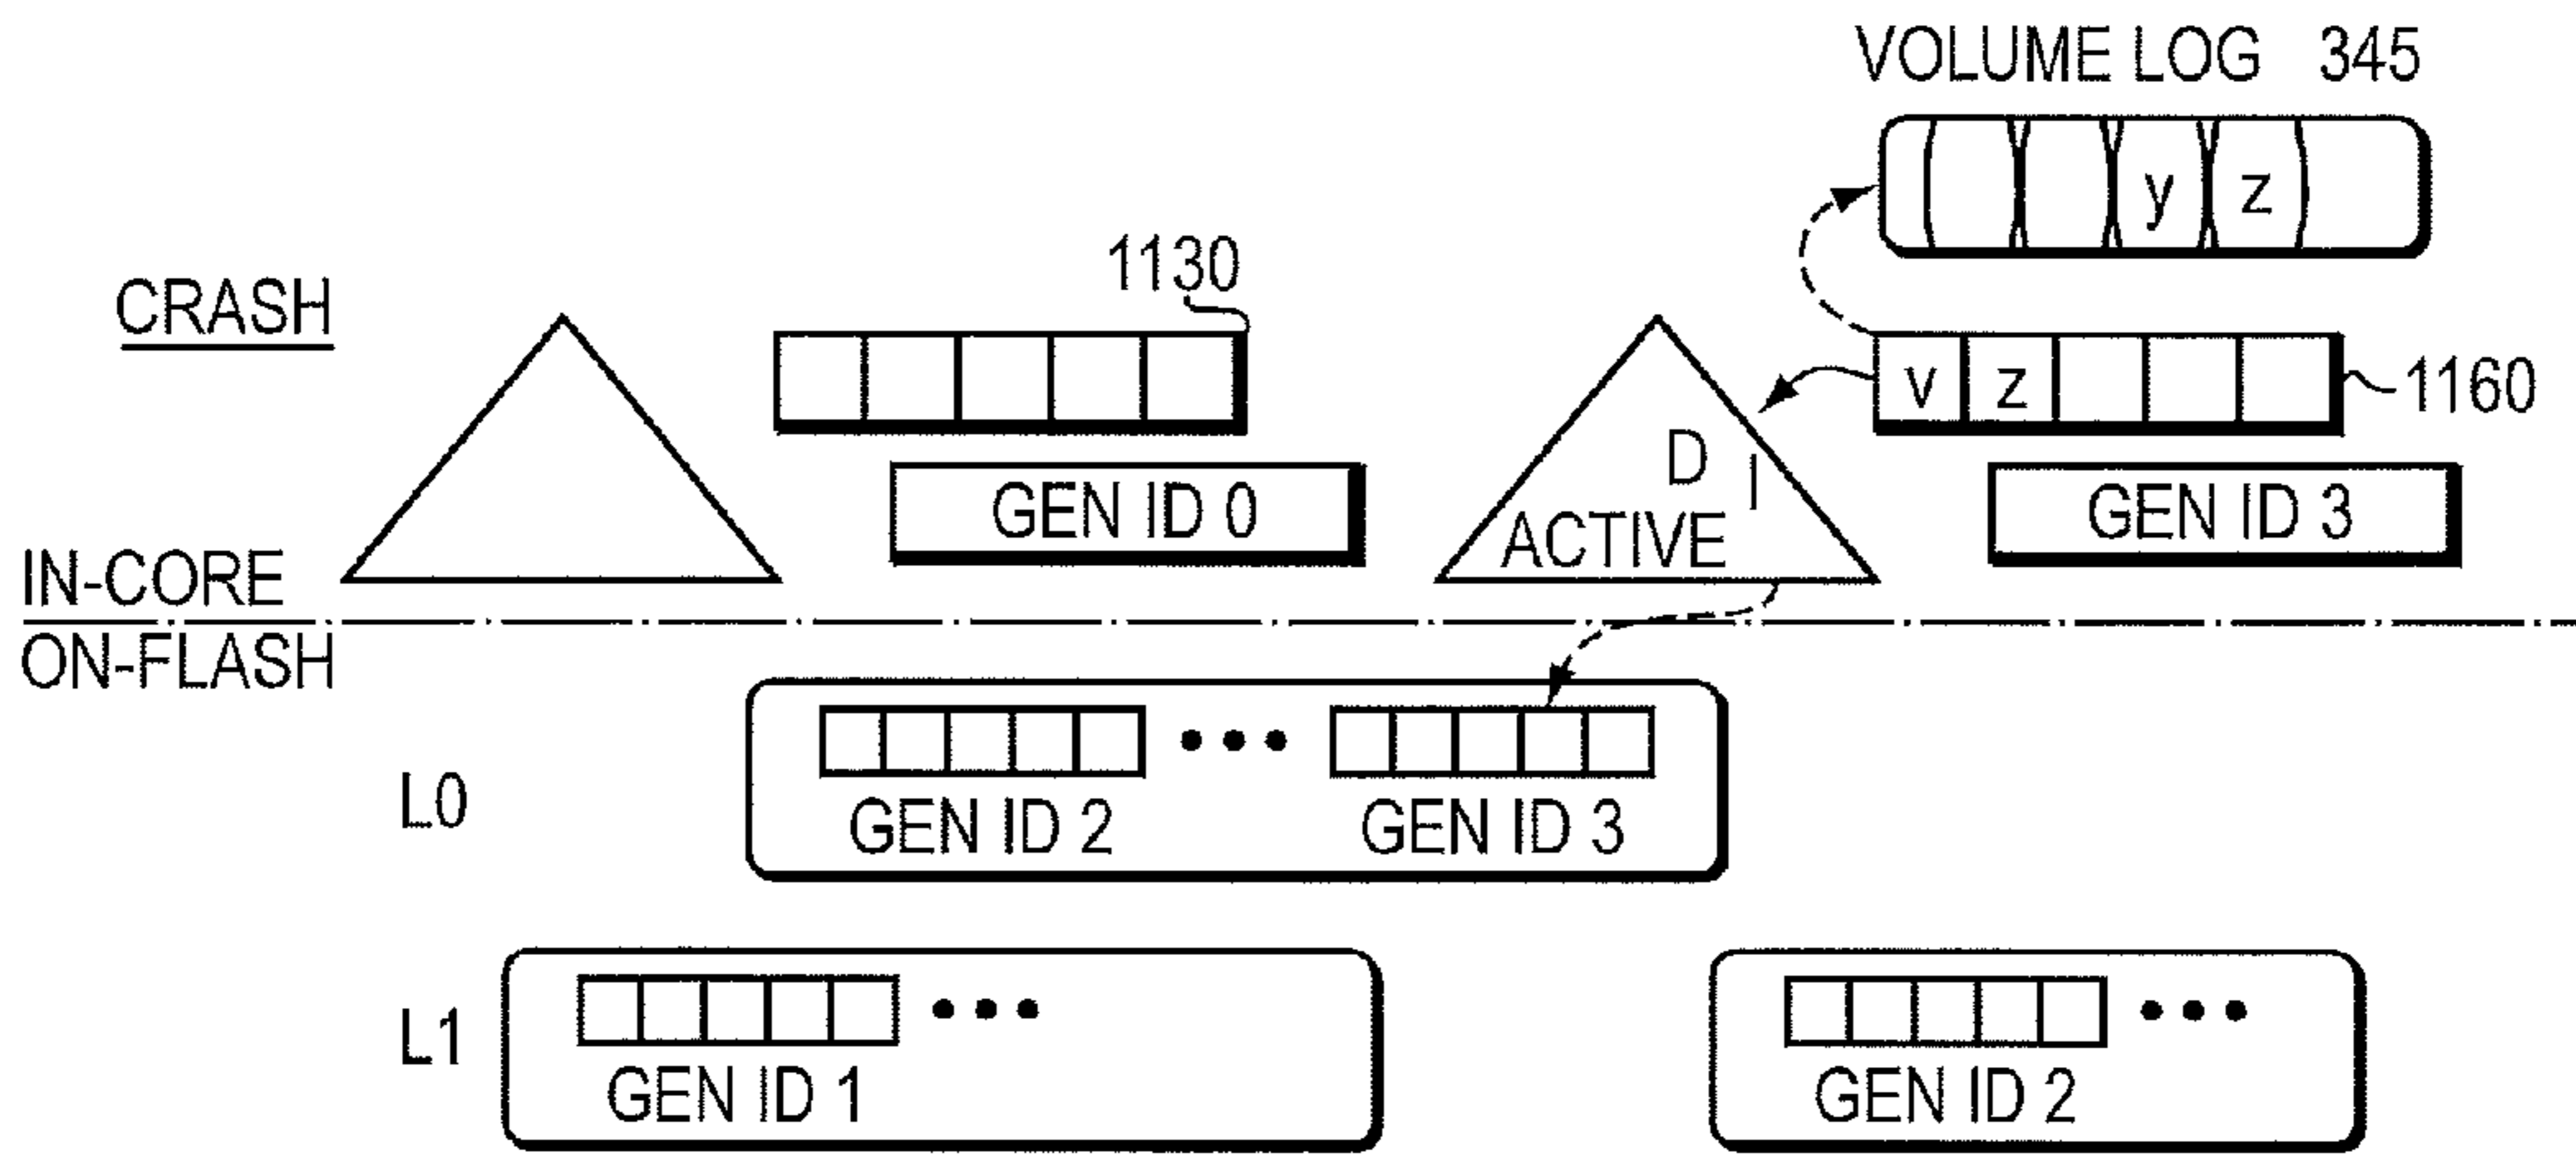 VOLUME LOG 345
y z
1130
CRASH
v z
1160
D I
ACTIVE
GEN ID 0
GEN ID 3
IN-CORE
ON-FLASH
L0
GEN ID 2 ••• GEN ID 3
L1
GEN ID 1 •••
GEN ID 2 •••